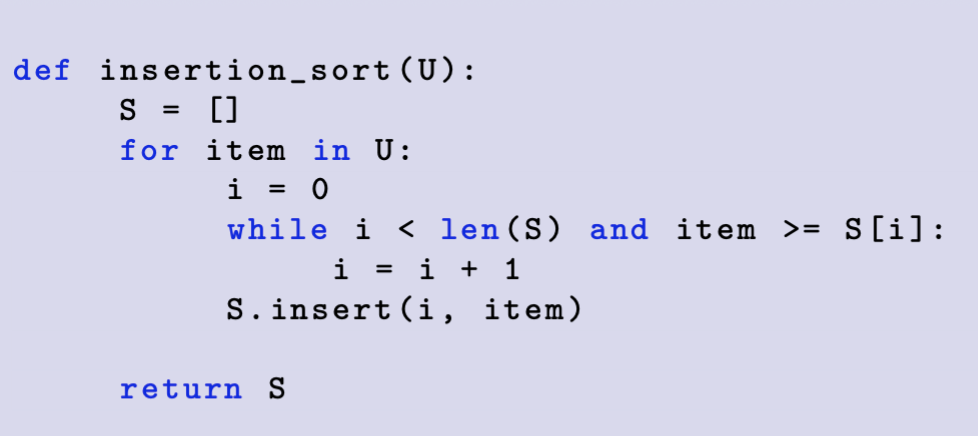 def insertion_sort(U):
     S = []
     for item in U:
          i = 0
          while i < len(S) and item >= S[i]:
               i = i + 1
          S.insert(i, item)

     return S